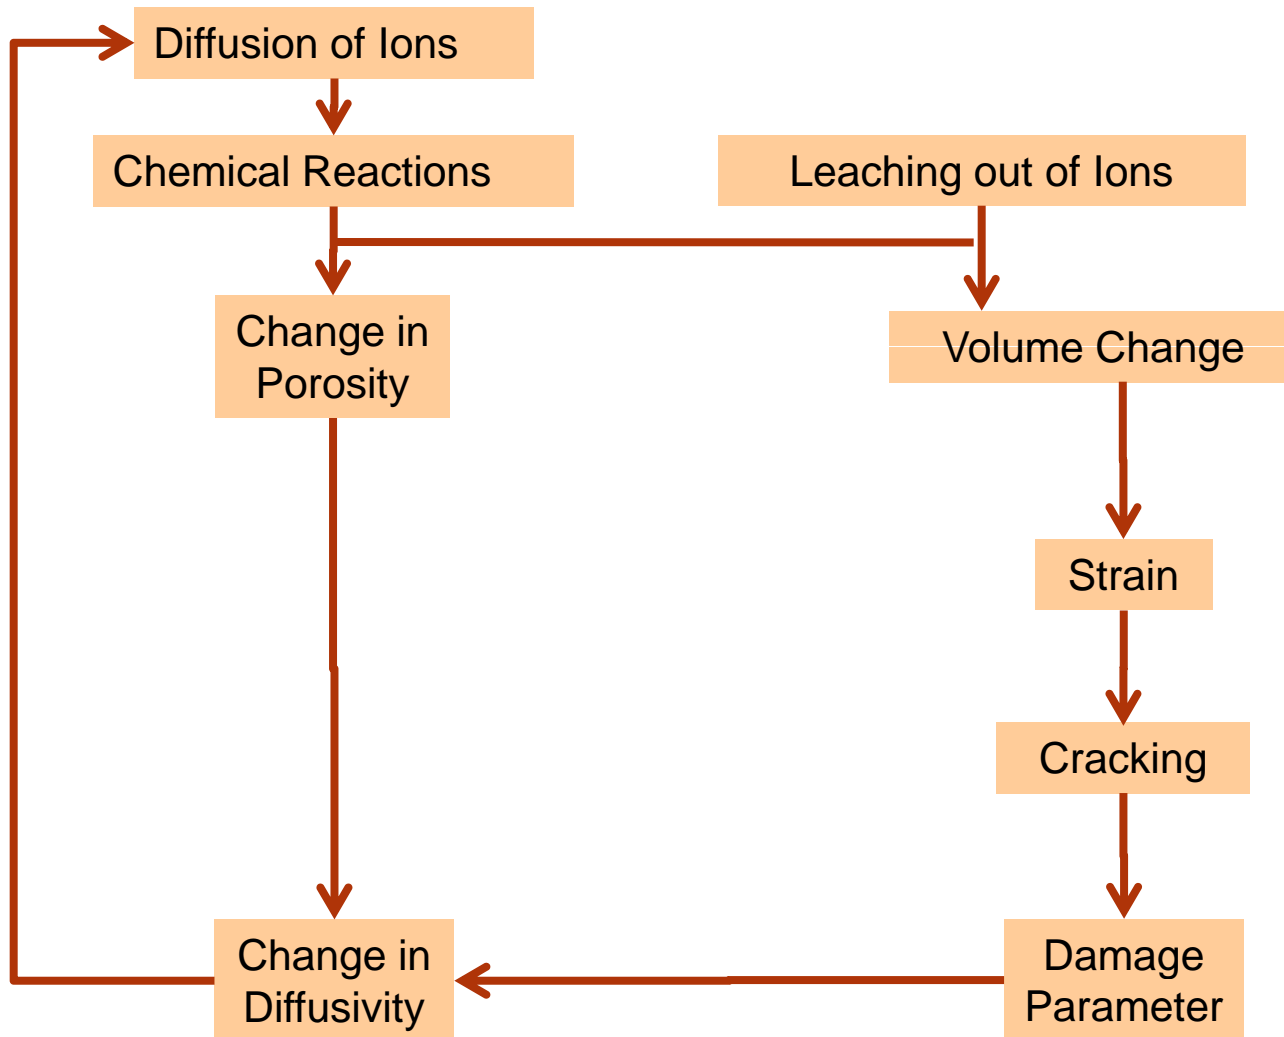 Diffusion of Ions
Chemical Reactions
Leaching out of Ions
Change in
Porosity
Volume Change
Strain
Cracking
Change in
Diffusivity
Damage
Parameter